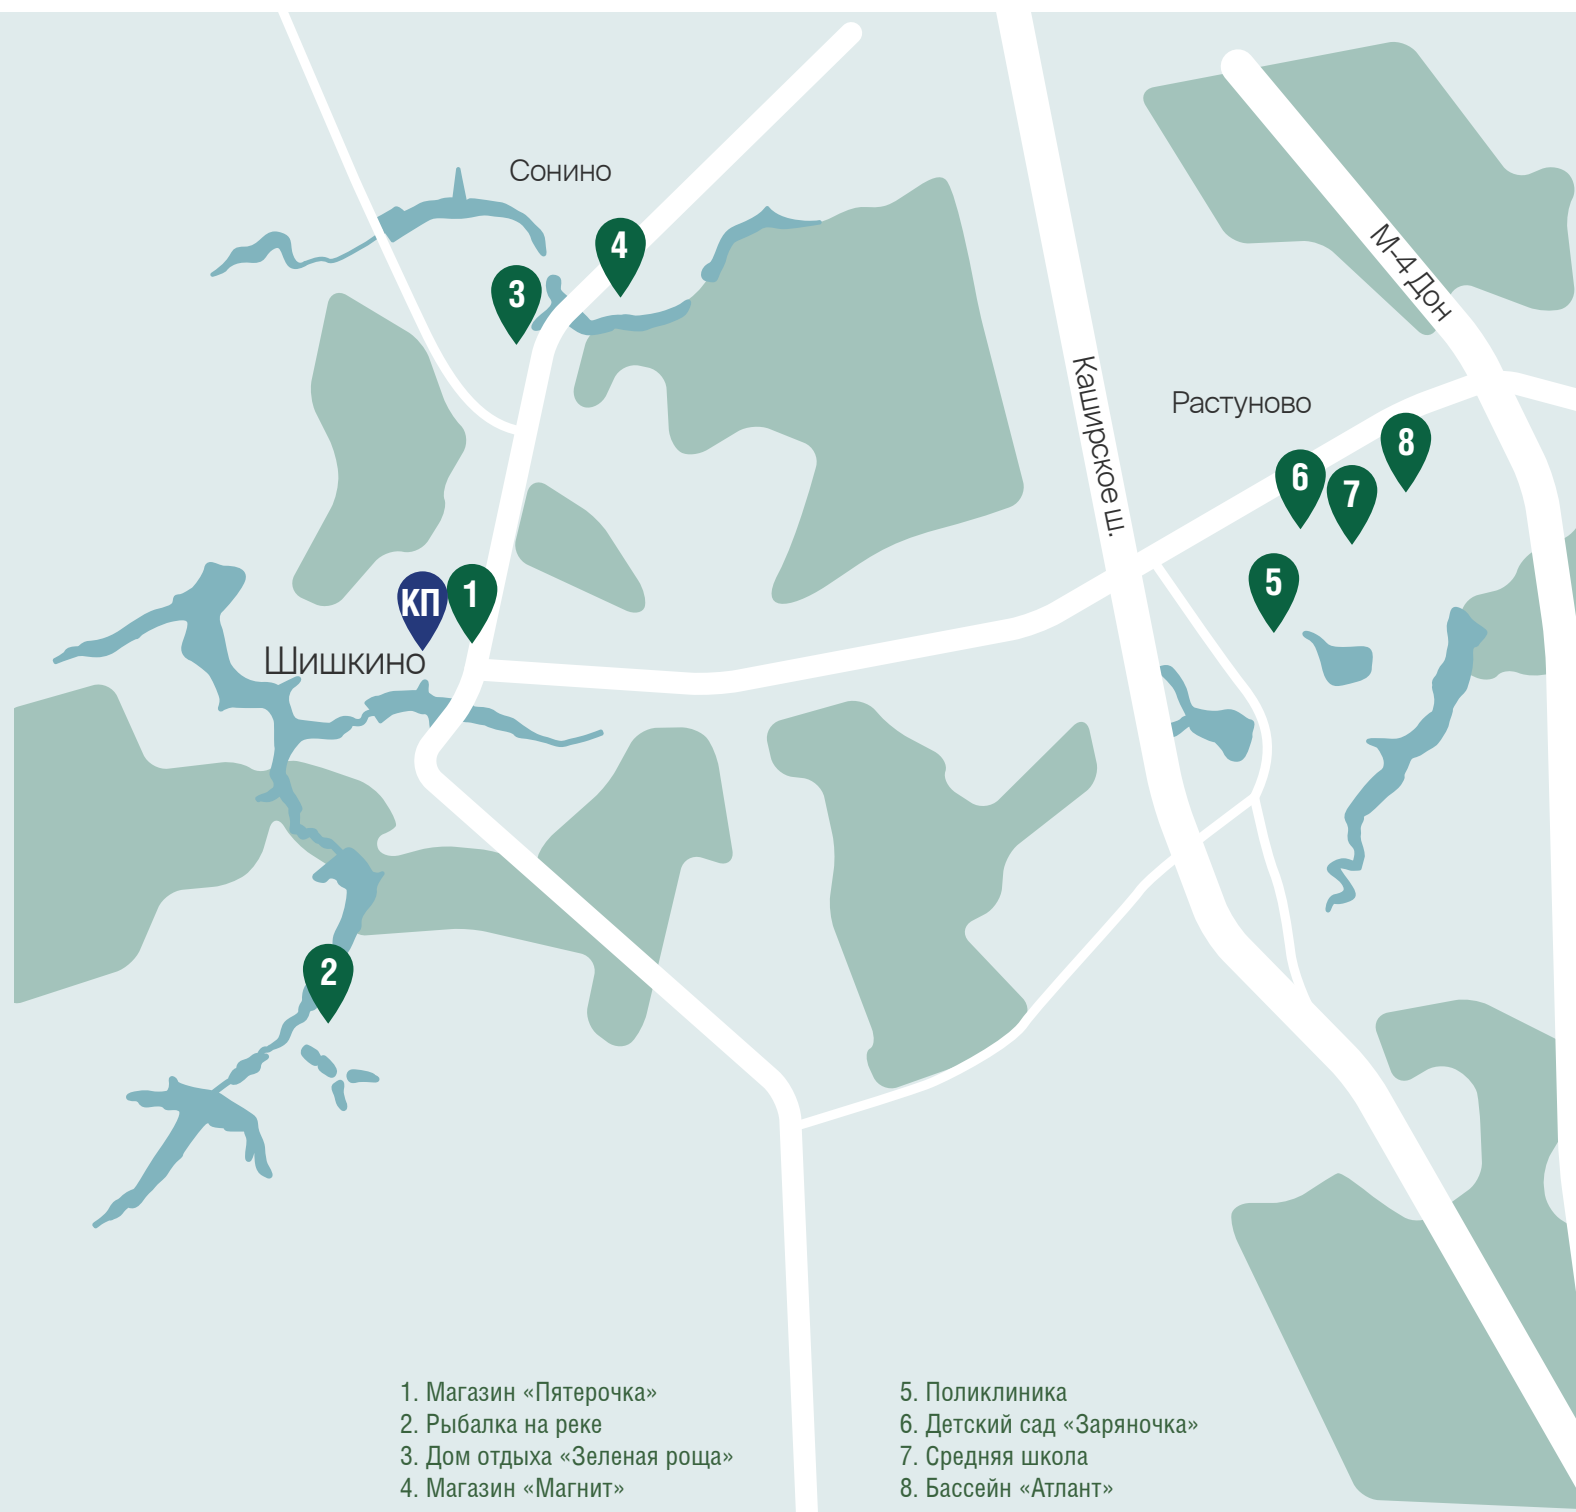 Сонино
4
3
М-4 Дон
Каширское ш.
Растуново
8
6
7
5
КП
1
Шишкино
2
1. Магазин «Пятерочка»
2. Рыбалка на реке
3. Дом отдыха «Зеленая роща»
4. Магазин «Магнит»
5. Поликлиника
6. Детский сад «Заряночка»
7. Средняя школа
8. Бассейн «Атлант»